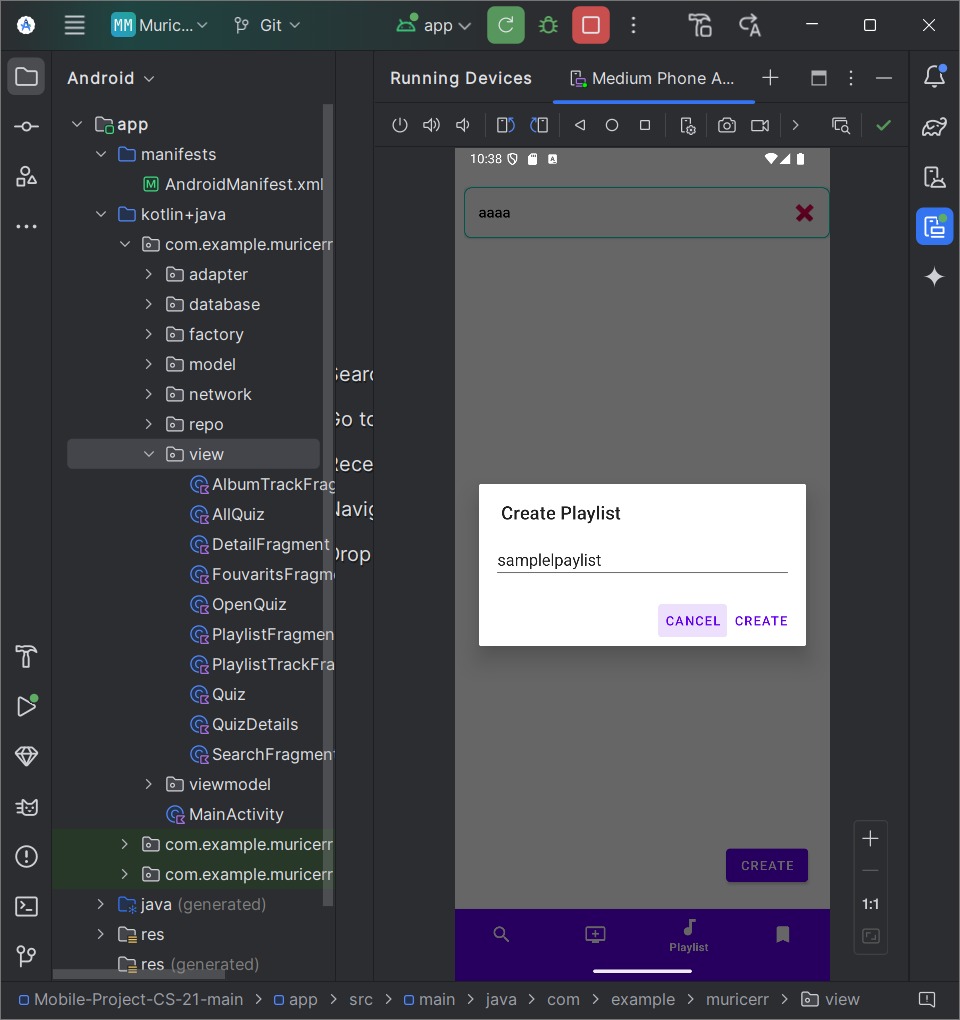 MM Muric... Git app
Android
Running Devices Medium Phone A...
app
manifests
AndroidManifest.xml
kotlin+java
com.example.muricerr
adapter
database
factory
model
network
repo
view
AlbumTrackFrag
AllQuiz
DetailFragment
FouvaritsFragme
OpenQuiz
PlaylistFragmen
PlaylistTrackFra
Quiz
QuizDetails
SearchFragment
viewmodel
MainActivity
com.example.muricerr
com.example.muricerr
java (generated)
res
res (generated)
Searc
Go to
Rece
Navig
Drop
10:38
aaaa
Create Playlist
samplelpaylist
CANCEL CREATE
CREATE
Playlist
1:1
Mobile-Project-CS-21-main > app > src > main > java > com > example > muricerr > view